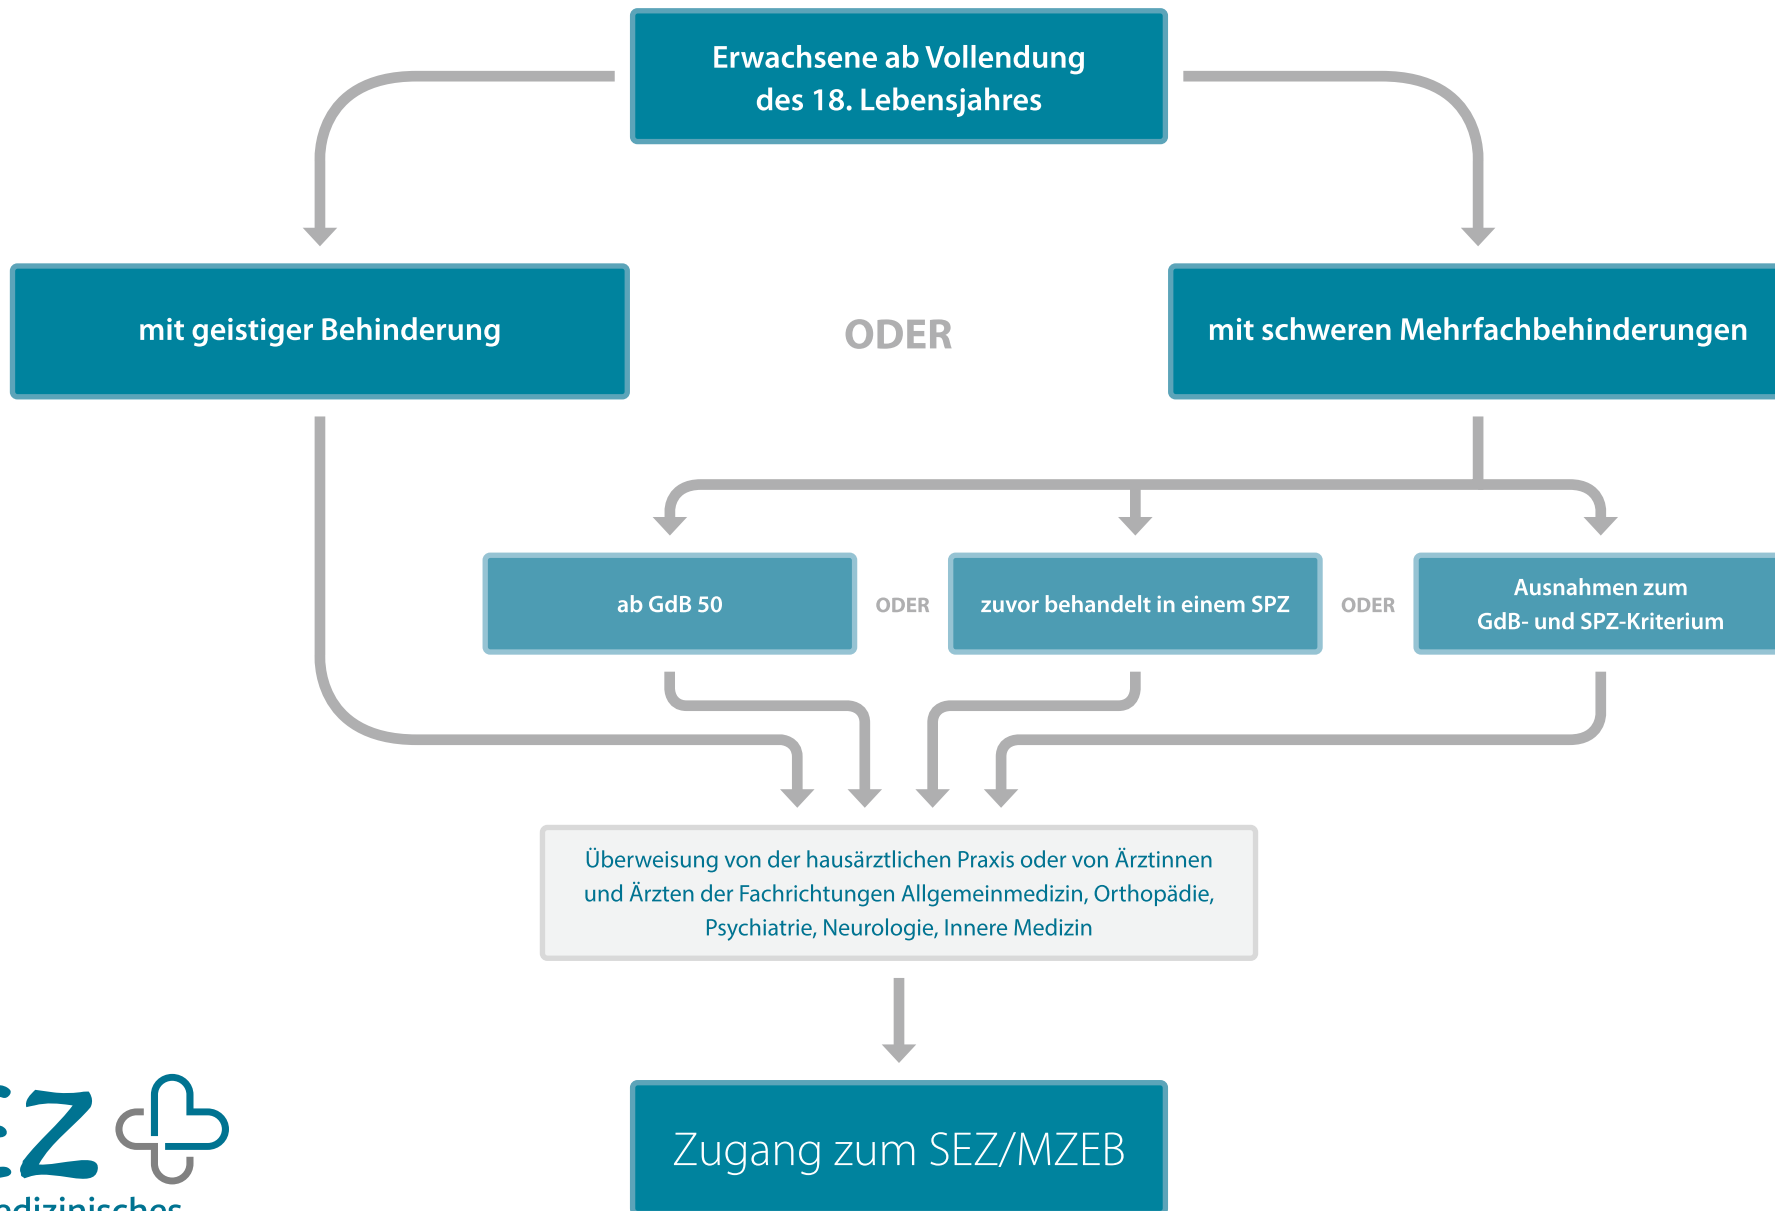 Erwachsene ab Vollendung
des 18. Lebensjahres
mit geistiger Behinderung
ODER
mit schweren Mehrfachbehinderungen
ab GdB 50
ODER
zuvor behandelt in einem SPZ
ODER
Ausnahmen zum
GdB- und SPZ-Kriterium
Überweisung von der hausärztlichen Praxis oder von Ärztinnen
und Ärzten der Fachrichtungen Allgemeinmedizin, Orthopädie,
Psychiatrie, Neurologie, Innere Medizin
Zugang zum SEZ/MZEB